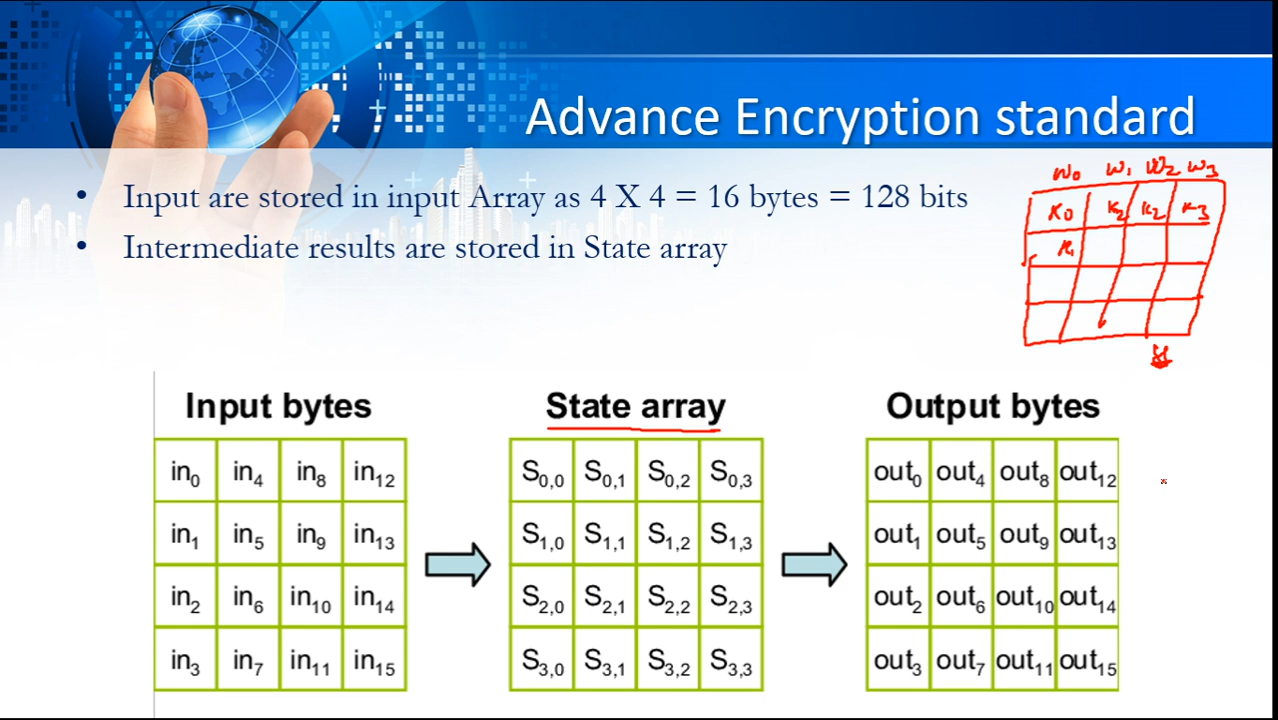 Advance Encryption standard
• Input are stored in input Array as 4 X 4 = 16 bytes = 128 bits
• Intermediate results are stored in State array
w0 w1 w2 w3
K0 K2 K2 K3
K1
Input bytes
in0 in4 in8 in12
in1 in5 in9 in13
in2 in6 in10 in14
in3 in7 in11 in15
State array
S0,0 S0,1 S0,2 S0,3
S1,0 S1,1 S1,2 S1,3
S2,0 S2,1 S2,2 S2,3
S3,0 S3,1 S3,2 S3,3
Output bytes
out0 out4 out8 out12
out1 out5 out9 out13
out2 out6 out10 out14
out3 out7 out11 out15